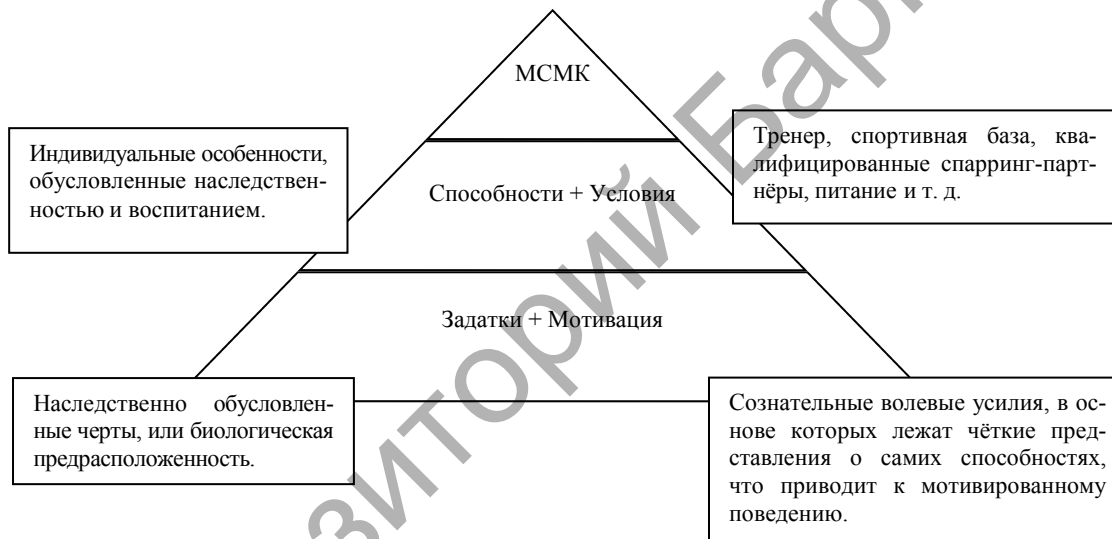 МСМК
Индивидуальные особенности,
обусловленные наследствен-
ностью и воспитанием.
Тренер, спортивная база, ква-
лифицированные спарринг-парт-
нёры, питание и т. д.
Способности + Условия
Задатки + Мотивация
Наследственно обусловлен-
ные черты, или биологическая
предрасположенность.
Сознательные волевые усилия, в ос-
нове которых лежат чёткие пред-
ставления о самих способностях,
что приводит к мотивированному
поведению.
зиторий Бар